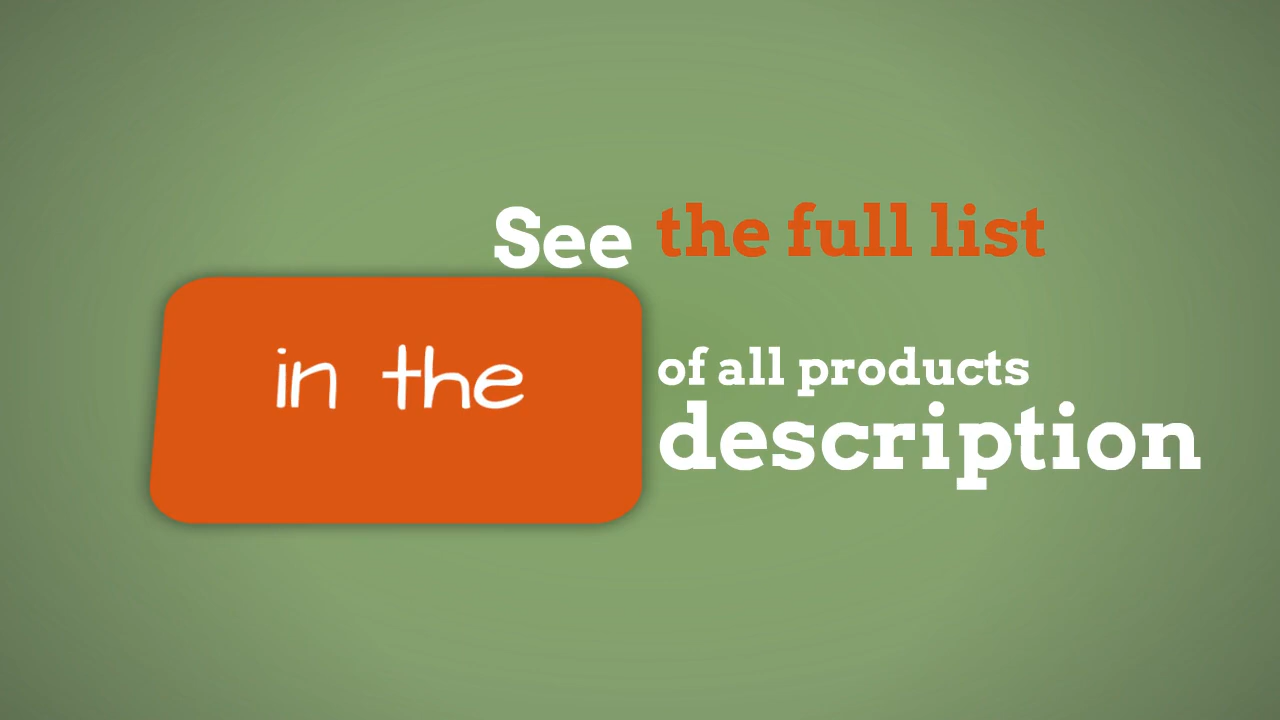 See the full list
of all products
in the
description